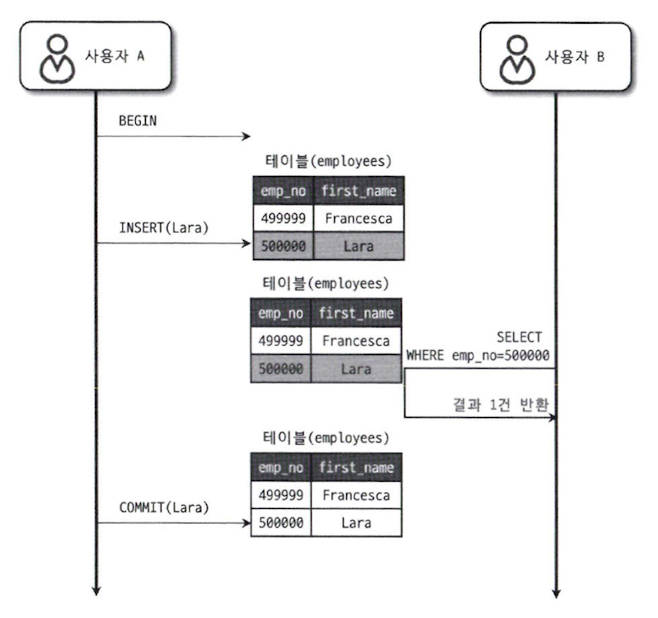 사용자 A
사용자 B
BEGIN
테이블(employees)
emp_no first_name
499999 Francesca
INSERT(Lara)
500000 Lara
테이블(employees)
emp_no first_name
499999 Francesca
500000 Lara
SELECT
WHERE emp_no=500000
결과 1건 반환
테이블(employees)
emp_no first_name
499999 Francesca
COMMIT(Lara)
500000 Lara